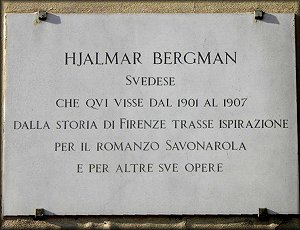 HJALMAR BERGMAN
SVEDESE
CHE QVI VISSE DAL 1901 AL 1907
DALLA STORIA DI FIRENZE TRASSE ISPIRAZIONE
PER IL ROMANZO SAVONAROLA
E PER ALTRE SVE OPERE